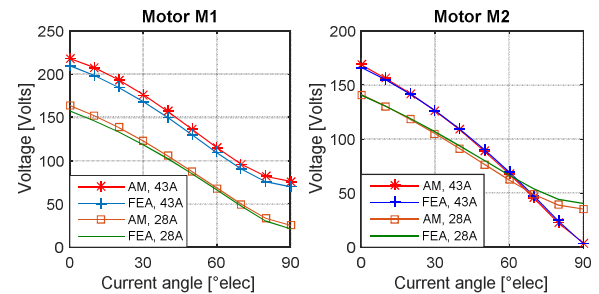 Motor M1
Voltage [Volts]
250
200
150
100
50
0
AM, 43A
FEA, 43A
AM, 28A
FEA, 28A
0 30 60 90
Current angle [°elec]
Motor M2
Voltage [Volts]
200
150
100
50
0
AM, 43A
FEA, 43A
AM, 28A
FEA, 28A
0 30 60 90
Current angle [°elec]